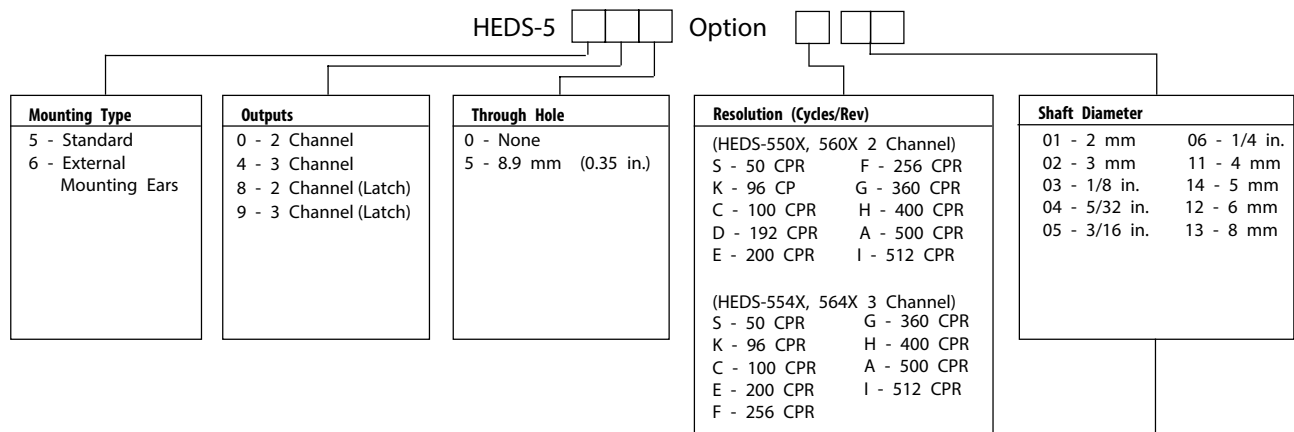 HEDS-5 Option
Mounting Type
5 - Standard
6 - External
Mounting Ears
Outputs
0 - 2 Channel
4 - 3 Channel
8 - 2 Channel (Latch)
9 - 3 Channel (Latch)
Through Hole
0 - None
5 - 8.9 mm (0.35 in.)
Resolution (Cycles/Rev)
(HEDS-550X, 560X 2 Channel)
S - 50 CPR F - 256 CPR
K - 96 CP G - 360 CPR
C - 100 CPR H - 400 CPR
D - 192 CPR A - 500 CPR
E - 200 CPR I - 512 CPR
(HEDS-554X, 564X 3 Channel)
S - 50 CPR G - 360 CPR
K - 96 CPR H - 400 CPR
C - 100 CPR A - 500 CPR
E - 200 CPR I - 512 CPR
F - 256 CPR
Shaft Diameter
01 - 2 mm 06 - 1/4 in.
02 - 3 mm 11 - 4 mm
03 - 1/8 in. 14 - 5 mm
04 - 5/32 in. 12 - 6 mm
05 - 3/16 in. 13 - 8 mm